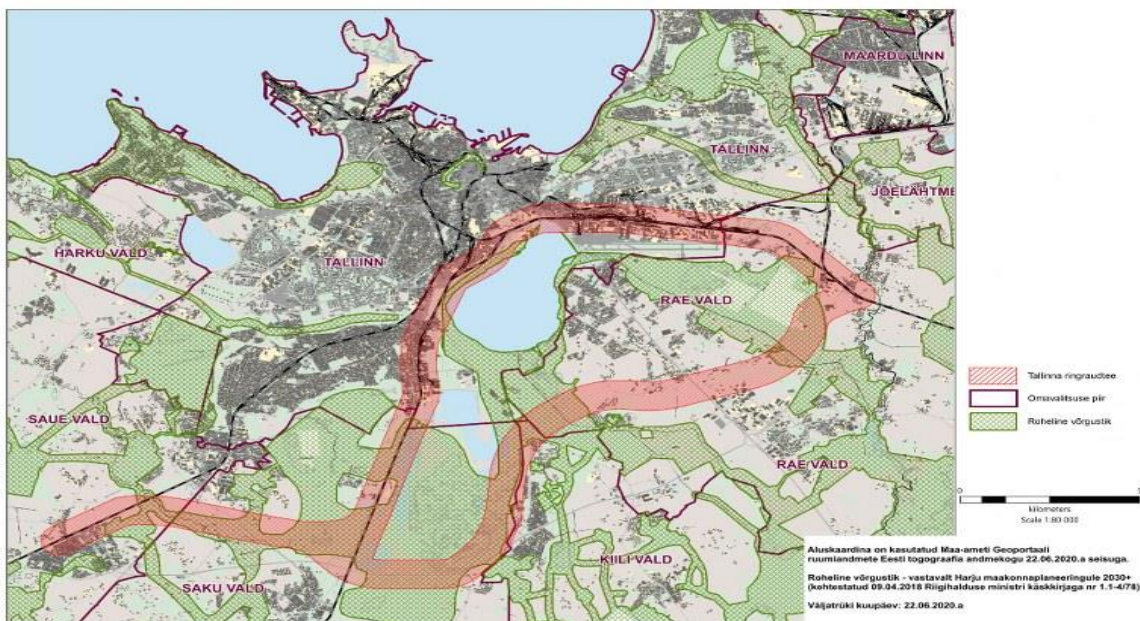 MAARDU LINN
TALLINN
JÕELÄHTME
HARKU VALD
TALLINN
RAE VALD
SAUE VALD
RAE VALD
SAKU VALD
KIILI VALD
Tallinna ringraudtee
Omavalitsuse piir
Roheline võrgustik
0
kilometers
Scale 1:80 000
Aluskaardina on kasutatud Maa-ameti Geoportaali
ruumiandmete Eesti togograafia andmekogu 22.06.2020.a seisuga.
Roheline võrgustik - vastavalt Harju maakonnaplaneeringule 2030+
(kehtestatud 09.04.2018 Riigihalduse ministri käskkirjaga nr 1.1-4/78)
Väljatrüki kuupäev: 22.06.2020.a